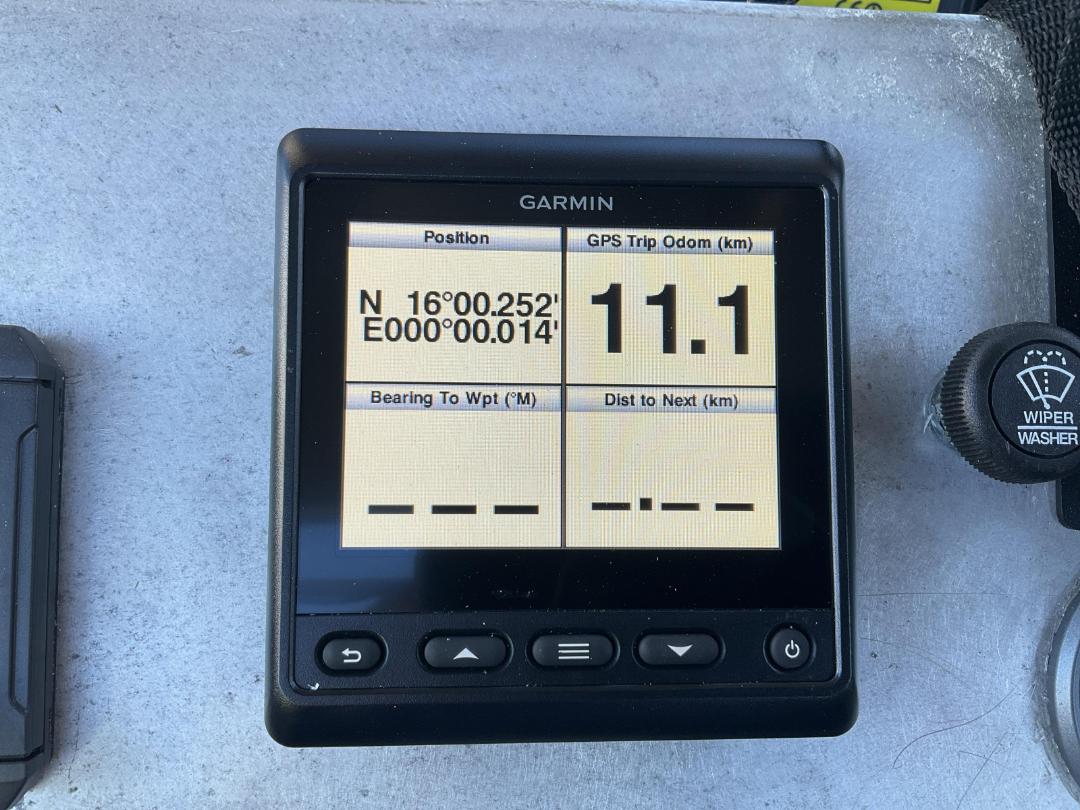 GARMIN
Position
GPS Trip Odom (km)
N 16°00.252'
E000°00.014'
11.1
Bearing To Wpt (°M)
Dist to Next (km)
_ _ _
_._ _
WIPER
WASHER